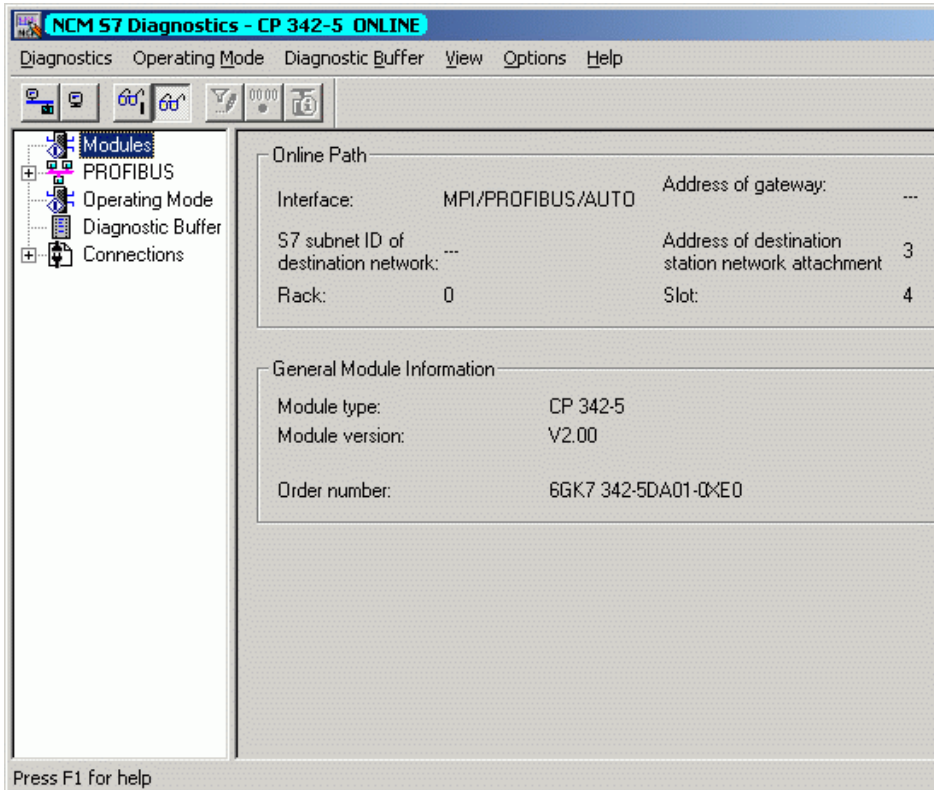 NCM S7 Diagnostics - CP 342-5 ONLINE
Diagnostics Operating Mode Diagnostic Buffer View Options Help
Modules
PROFIBUS
Operating Mode
Diagnostic Buffer
Connections
Online Path
Interface: MPI/PROFIBUS/AUTO
Address of gateway: ---
S7 subnet ID of
destination network: ---
Address of destination
station network attachment 3
Rack: 0
Slot: 4
General Module Information
Module type: CP 342-5
Module version: V2.00
Order number: 6GK7 342-5DA01-0XE0
Press F1 for help